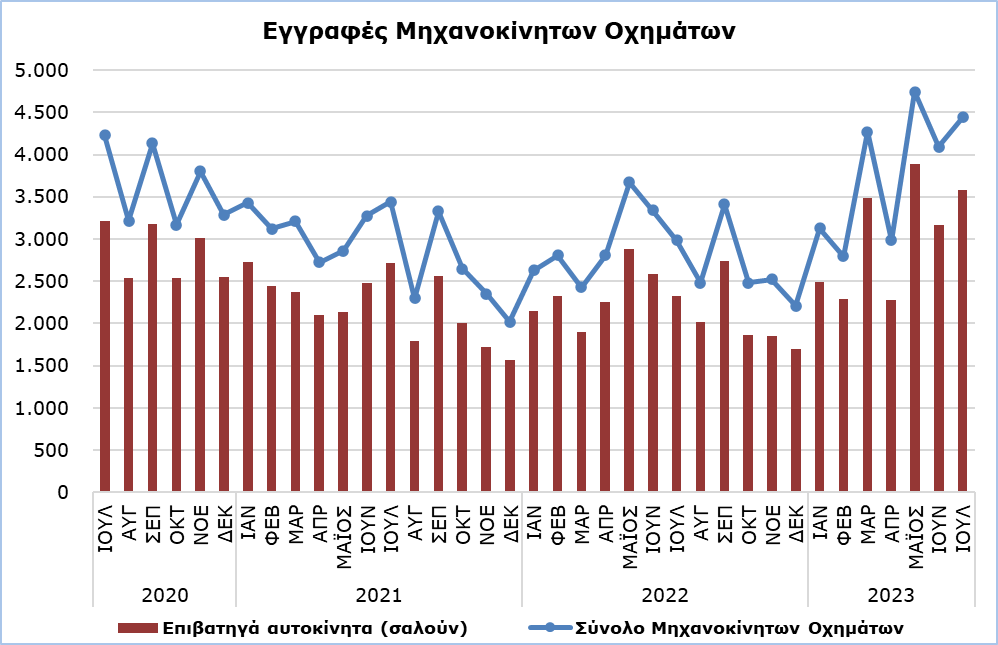 Εγγραφές Μηχανοκίνητων Οχημάτων
5.000
4.500
4.000
3.500
3.000
2.500
2.000
1.500
1.000
500
0
ΙΟΥΛ ΑΥΓ ΣΕΠ ΟΚΤ ΝΟΕ ΔΕΚ ΙΑΝ ΦΕΒ ΜΑΡ ΑΠΡ ΜΑΪΟΣ ΙΟΥΝ ΙΟΥΛ ΑΥΓ ΣΕΠ ΟΚΤ ΝΟΕ ΔΕΚ ΙΑΝ ΦΕΒ ΜΑΡ ΑΠΡ ΜΑΪΟΣ ΙΟΥΝ ΙΟΥΛ ΑΥΓ ΣΕΠ ΟΚΤ ΝΟΕ ΔΕΚ ΙΑΝ ΦΕΒ ΜΑΡ ΑΠΡ ΜΑΪΟΣ ΙΟΥΝ ΙΟΥΛ
2020 2021 2022 2023
Επιβατηγά αυτοκίνητα (σαλούν) Σύνολο Μηχανοκίνητων Οχημάτων